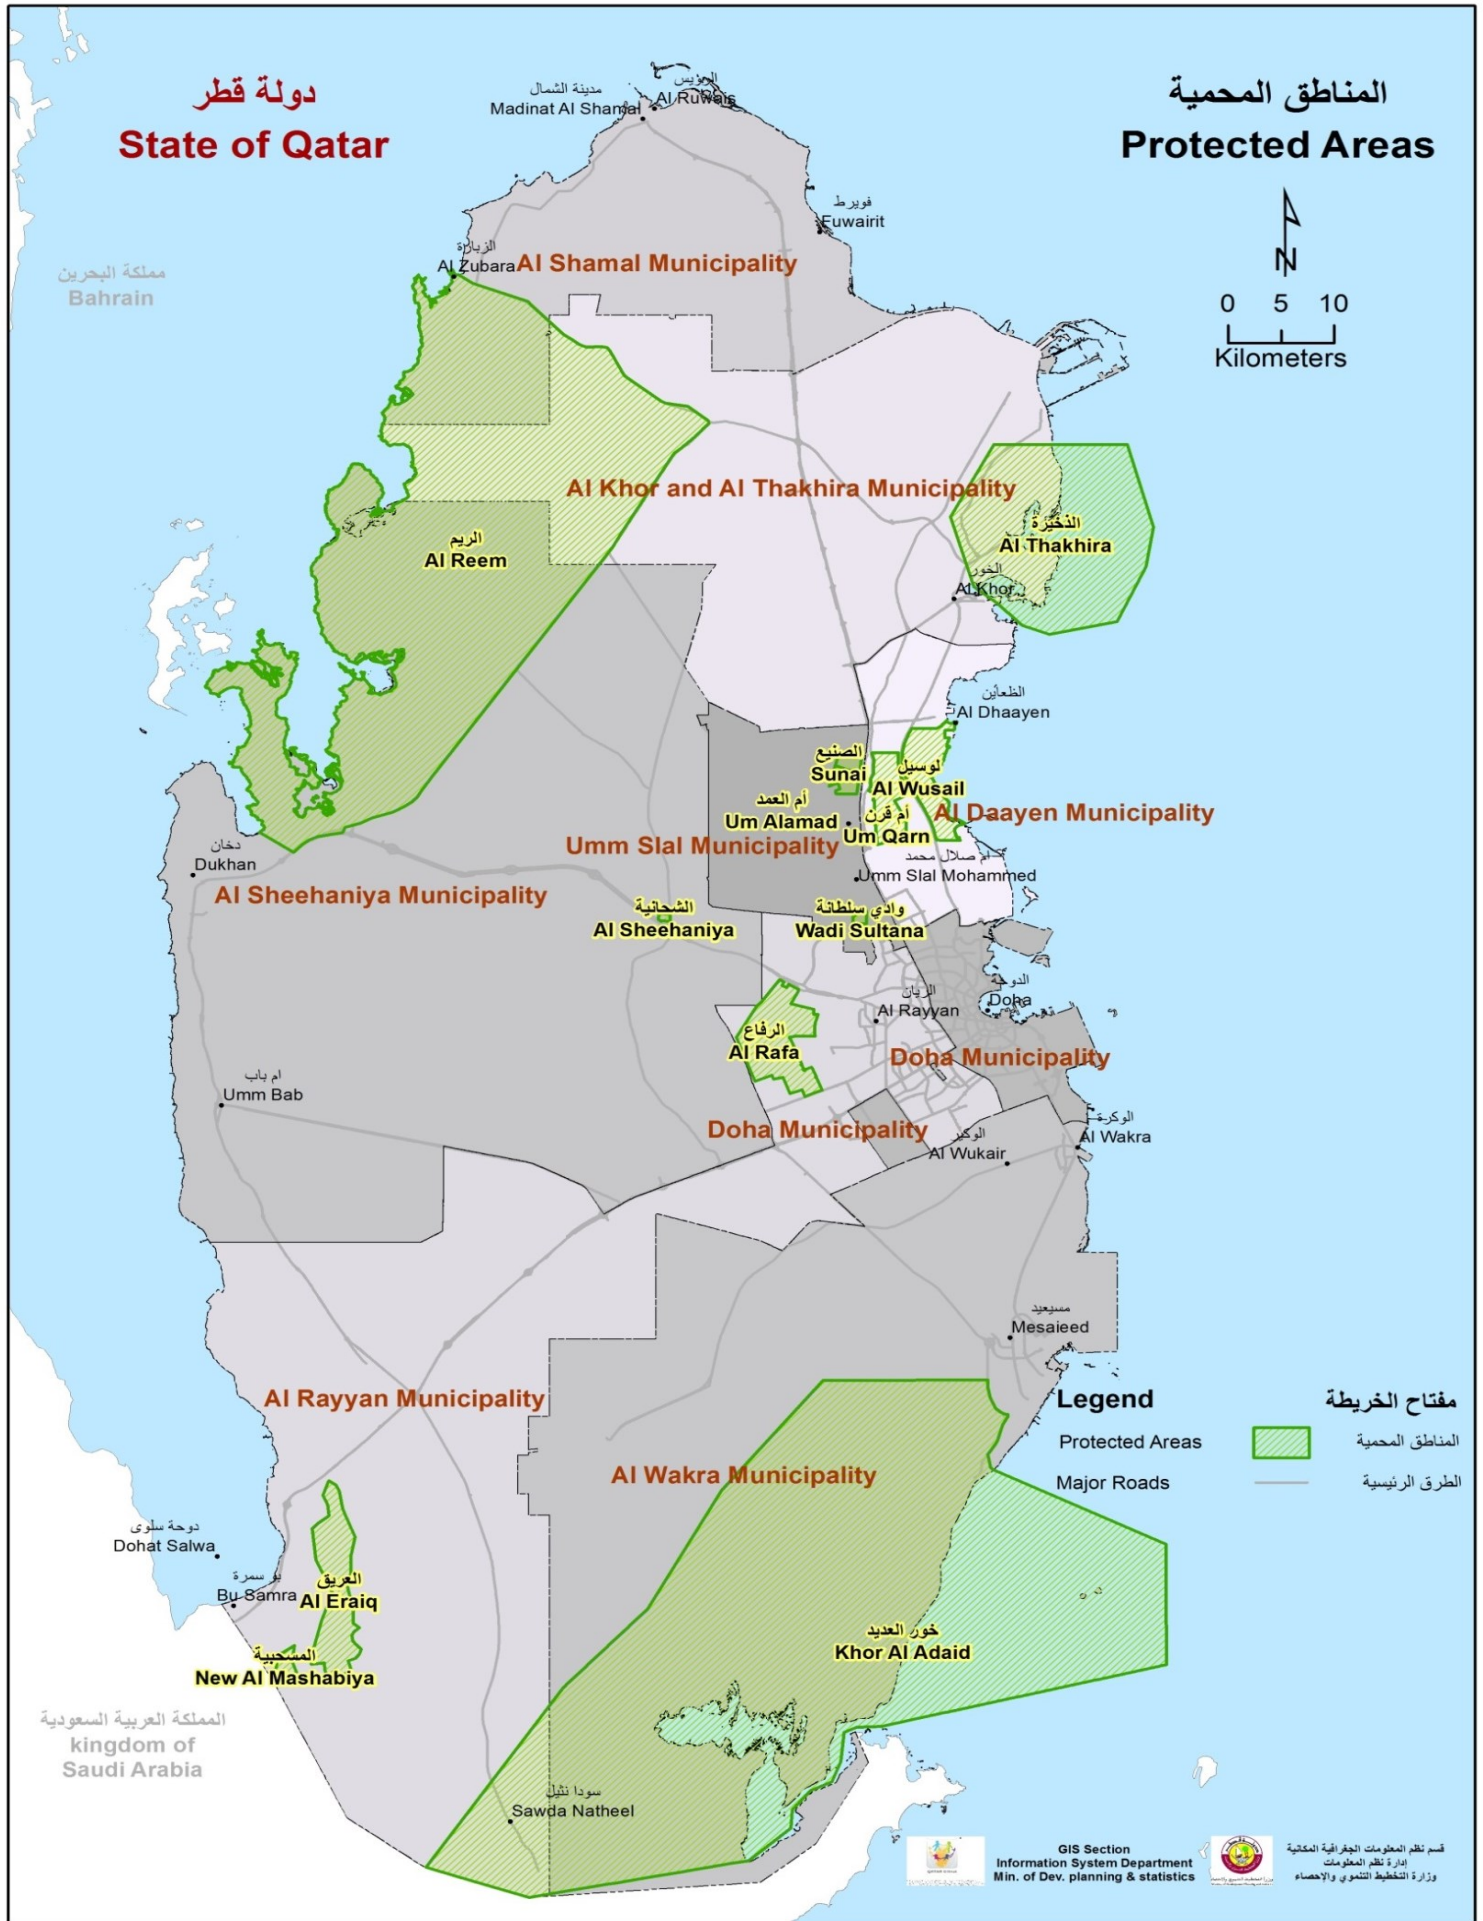 دولة قطر
State of Qatar
المناطق المحمية
Protected Areas
N
0 5 10
Kilometers
مملكة البحرين
Bahrain
مدينة الشمال
Madinat Al Shamal
الرويس
Al Ruwais
فويرط
Fuwairit
الزبارة
Al Zubara
Al Shamal Municipality
Al Khor and Al Thakhira Municipality
الذخيرة
Al Thakhira
الريم
Al Reem
الخور
Al Khor
الظعاين
Al Dhaayen
الصنيع
Sunai
لوسيل
Al Wusail
أم العمد
Um Alamad
أم قرن
Um Qarn
Al Daayen Municipality
Umm Slal Municipality
ام صلال محمد
Umm Slal Mohammed
دخان
Dukhan
Al Sheehaniya Municipality
الشحانية
Al Sheehaniya
وادي سلطانة
Wadi Sultana
الدوحة
Doha
الريان
Al Rayyan
الرفاع
Al Rafa
Doha Municipality
ام باب
Umm Bab
Doha Municipality
الوكير
Al Wukair
الوكرة
Al Wakra
مسيعيد
Mesaieed
Al Rayyan Municipality
Al Wakra Municipality
Legend
مفتاح الخريطة
Protected Areas
المناطق المحمية
Major Roads
الطرق الرئيسية
دوحة سلوى
Dohat Salwa
بو سمرة
Bu Samra
العريق
Al Eraiq
المسحبية
New Al Mashabiya
خور العديد
Khor Al Adaid
المملكة العربية السعودية
kingdom of
Saudi Arabia
سودا نثيل
Sawda Natheel
GIS Section
Information System Department
Min. of Dev. planning & statistics
قسم نظم المعلومات الجغرافية المكانية
إدارة نظم المعلومات
وزارة التخطيط التنموي والإحصاء